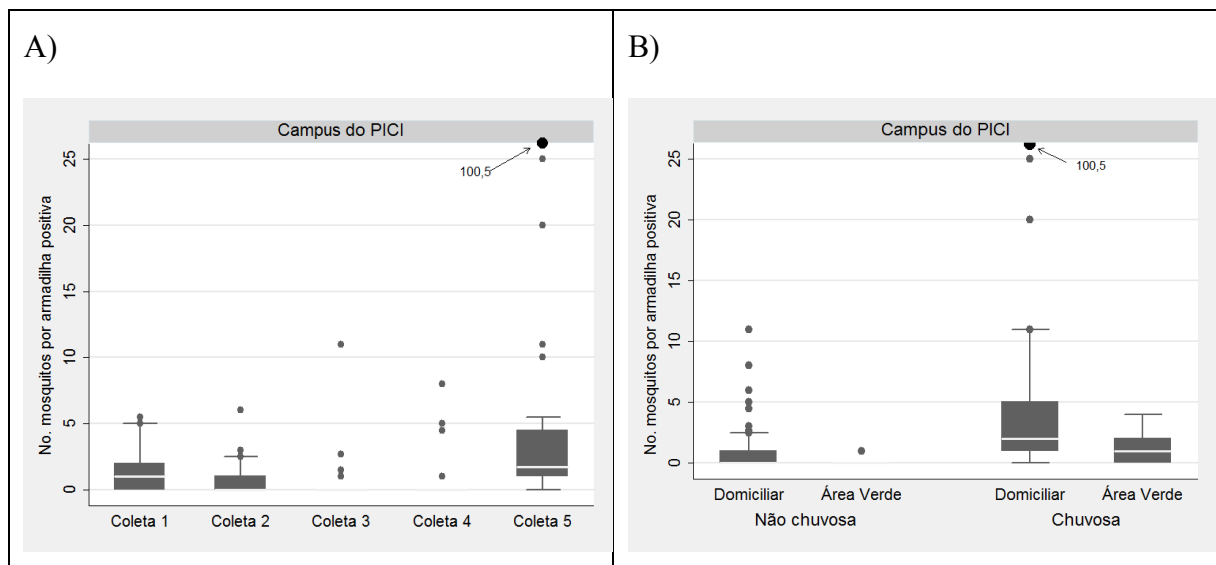 A)
Campus do PICI
No. mosquitos por armadilha positiva
25
20
15
10
5
0
100,5
Coleta 1 Coleta 2 Coleta 3 Coleta 4 Coleta 5
B)
Campus do PICI
No. mosquitos por armadilha positiva
25
20
15
10
5
0
100,5
Domiciliar Área Verde Domiciliar Área Verde
Não chuvosa Chuvosa